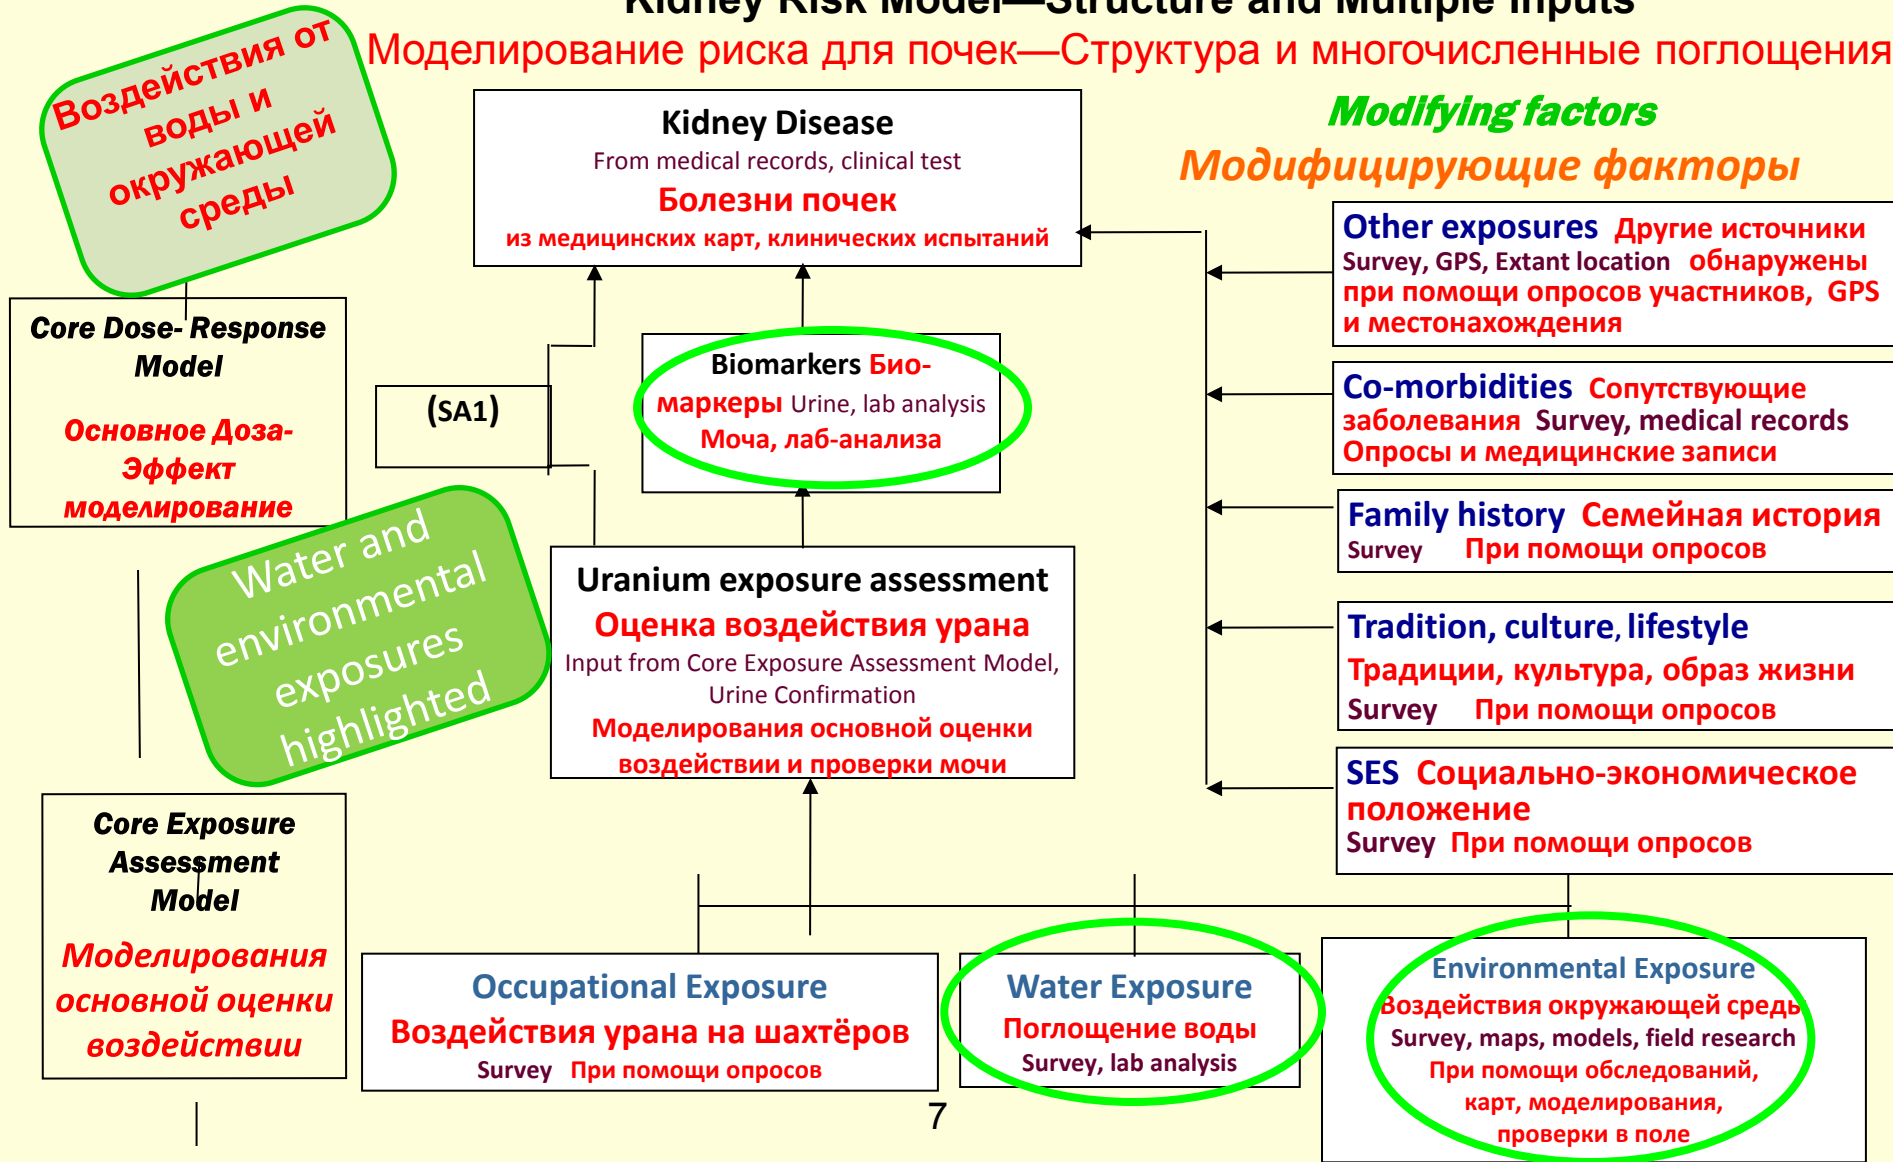 Kidney Risk Model—Structure and Multiple Inputs
Моделирование риска для почек—Структура и многочисленные поглощения
Воздействия от
воды и
окружающей
среды
Kidney Disease
From medical records, clinical test
Болезни почек
из медицинских карт, клинических испытаний
Modifying factors
Модифицирующие факторы
Other exposures Другие источники
Survey, GPS, Extant location обнаружены
при помощи опросов участников, GPS
и местонахождения
Core Dose- Response
Model
Основное Доза-
Эффект
моделирование
(SA1)
Biomarkers Био-
маркеры Urine, lab analysis
Моча, лаб-анализа
Co-morbidities Сопутствующие
заболевания Survey, medical records
Опросы и медицинские записи
Family history Семейная история
Survey При помощи опросов
Water and
environmental
exposures
highlighted
Uranium exposure assessment
Оценка воздействия урана
Input from Core Exposure Assessment Model,
Urine Confirmation
Моделирования основной оценки
воздействии и проверки мочи
Tradition, culture, lifestyle
Традиции, культура, образ жизни
Survey При помощи опросов
SES Социально-экономическое
положение
Survey При помощи опросов
Core Exposure
Assessment
Model
Моделирования
основной оценки
воздействии
Occupational Exposure
Воздействия урана на шахтёров
Survey При помощи опросов
Water Exposure
Поглощение воды
Survey, lab analysis
Environmental Exposure
Воздействия окружающей среды
Survey, maps, models, field research
При помощи обследований,
карт, моделирования,
проверки в поле
7